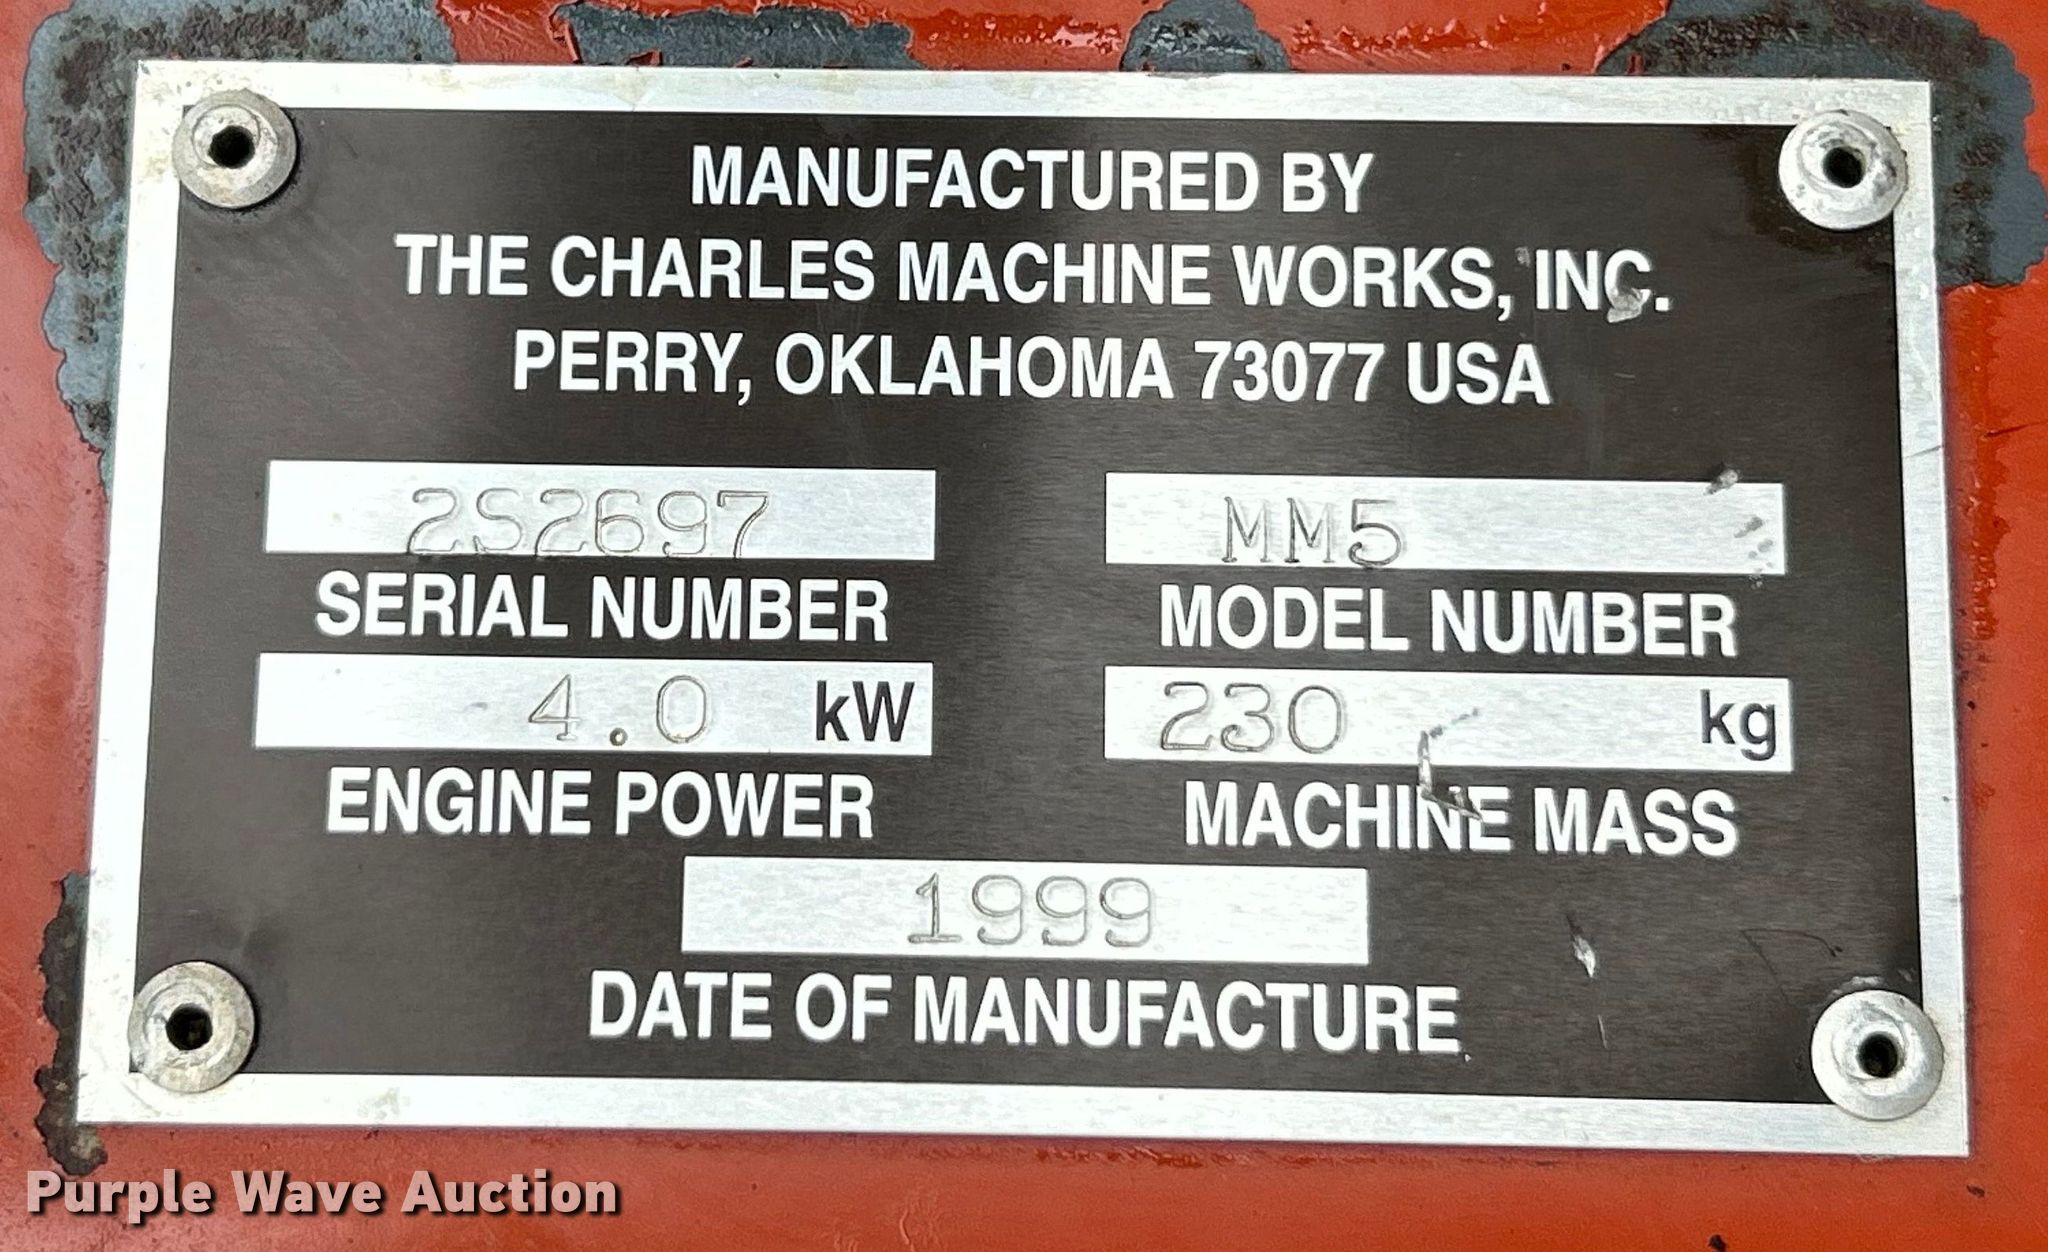 MANUFACTURED BY
THE CHARLES MACHINE WORKS, INC.
PERRY, OKLAHOMA 73077 USA
2S2697
SERIAL NUMBER
MM5
MODEL NUMBER
4.0 kW
ENGINE POWER
230 kg
MACHINE MASS
1999
DATE OF MANUFACTURE
Purple Wave Auction